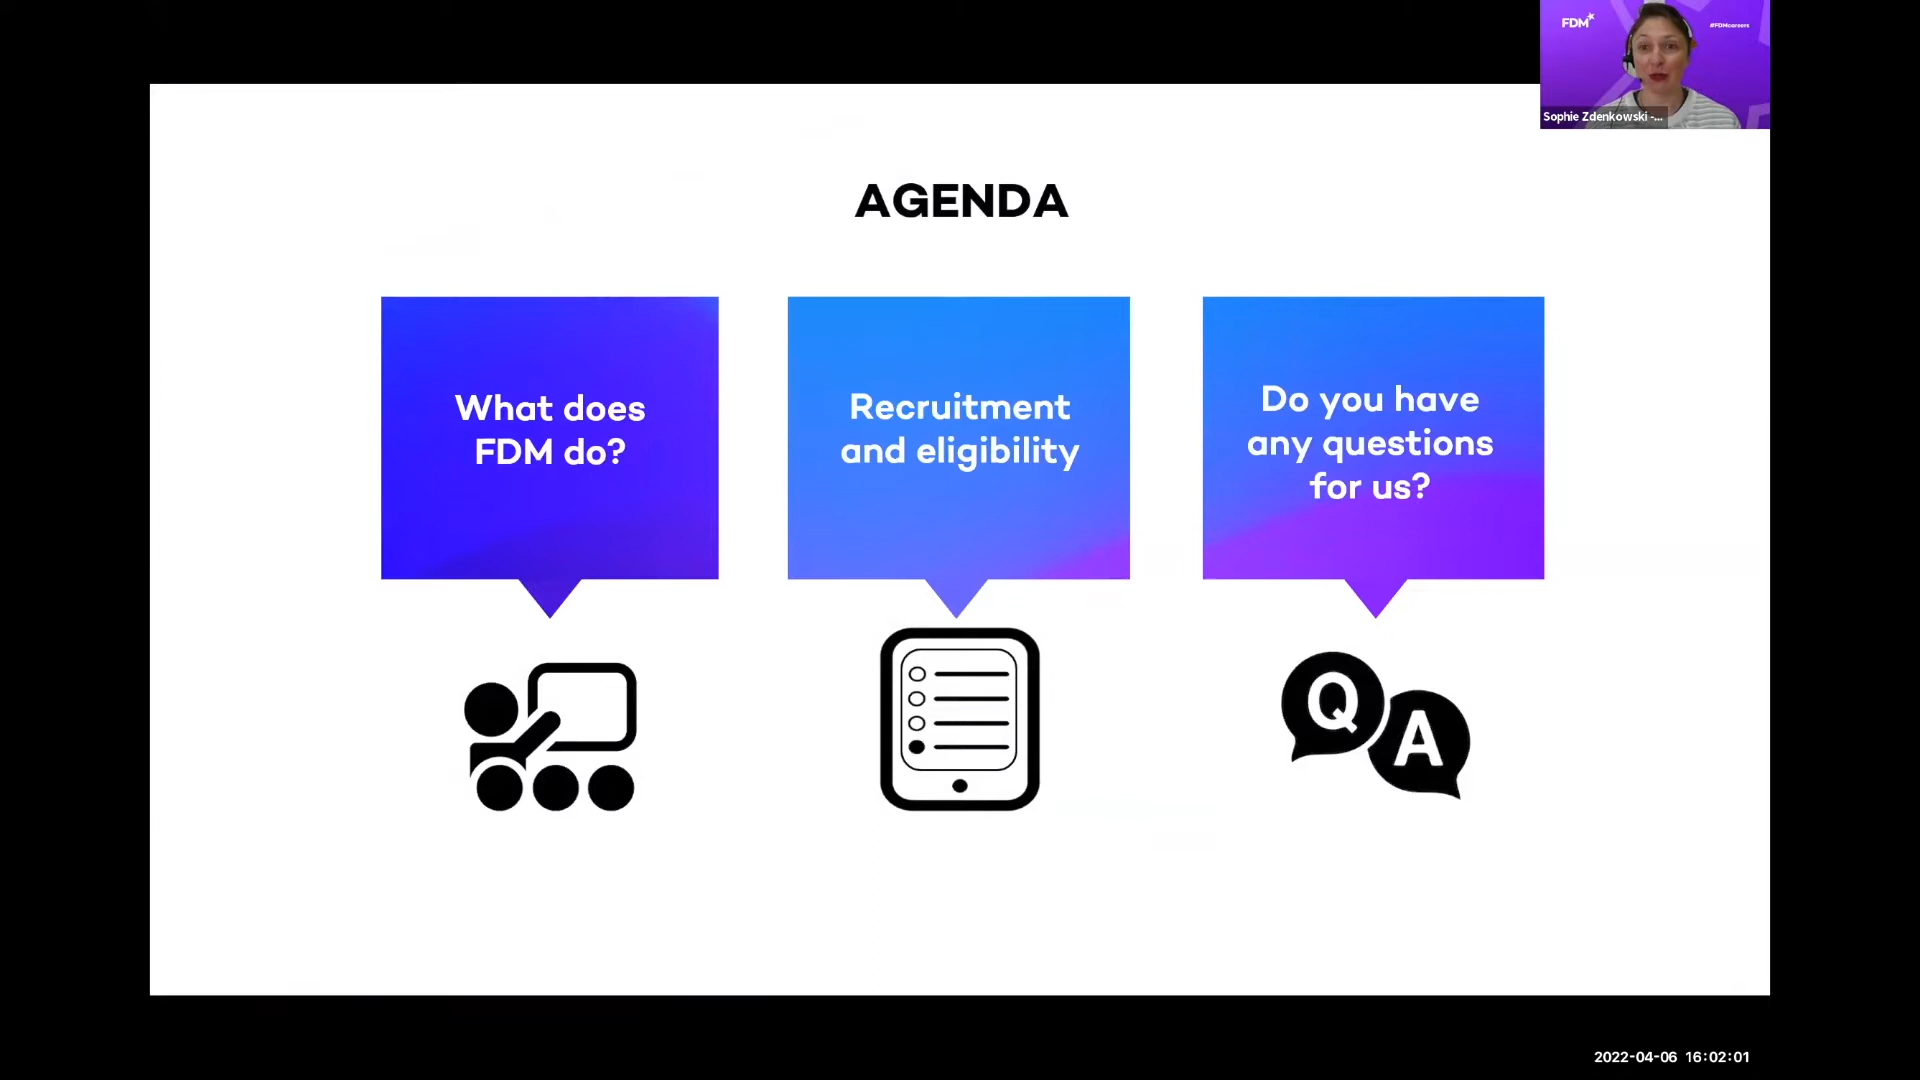 FDM
#FDMcareers
Sophie Zdenkowski -...
AGENDA
What does
FDM do?
Recruitment
and eligibility
Do you have
any questions
for us?
Q
A
2022-04-06 16:02:01